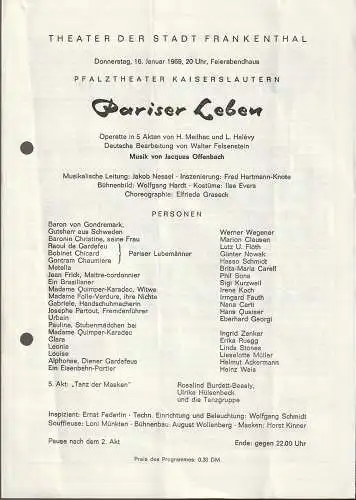 THEATER DER STADT FRANKENTHAL
Donnerstag, 16. Januar 1969, 20 Uhr, Feierabendhaus
PFALZTHEATER KAISERSLAUTERN
Pariser Leben
Operette in 5 Akten von H. Meilhac und L. Halévy
Deutsche Bearbeitung von Walter Felsenstein
Musik von Jacques Offenbach
Musikalische Leitung: Jakob Nessel - Inszenierung: Fred Hartmann-Knote
Bühnenbild: Wolfgang Hardt - Kostüme: Ilse Evers
Choreographie: Elfrieda Graseck
PERSONEN
Baron von Gondremark,
Gutsherr aus Schweden Werner Wegener
Baronin Christine, seine Frau Marion Clausen
Raoul de Gardefeu Lutz U. Flöth
Bobinet Chicard } Pariser Lebemänner Günter Nowak
Gontram Chaumiere Hasso Schmidt
Metella Brita-Maria Carell
Jean Frick, Maitre-cordonnier Phil Sona
Ein Brasilianer Sigi Kurzweil
Madame Quimper-Karadec, Witwe Irene Koch
Madame Folle-Verdure, ihre Nichte Irmgard Fauth
Gabriele, Handschuhmacherin Nana Carli
Josephe Partout, Fremdenführer Hans Quaiser
Urbain Eberhard Georgi
Pauline, Stubenmädchen bei
Madame Quimper-Karadec Ingrid Zenker
Clara Erika Ruegg
Leonie Linda Stones
Louise Lieselotte Müller
Alphonse, Diener Gardefeus Helmut Ackermann
Ein Eisenbahn-Portier Heinz Weis
5. Akt: „Tanz der Masken" Rosalind Burdett-Beasly,
Ulrike Hülsenbeck
und die Tanzgruppe
Inspizient: Ernst Federlin - Techn. Einrichtung und Beleuchtung: Wolfgang Schmidt
Souffleuse: Loni Münkten - Bühnenbau: August Wollenberg - Masken: Horst Kinner
Pause nach dem 2. Akt Ende: gegen 22.00 Uhr
Preis des Programmes: 0,30 DM